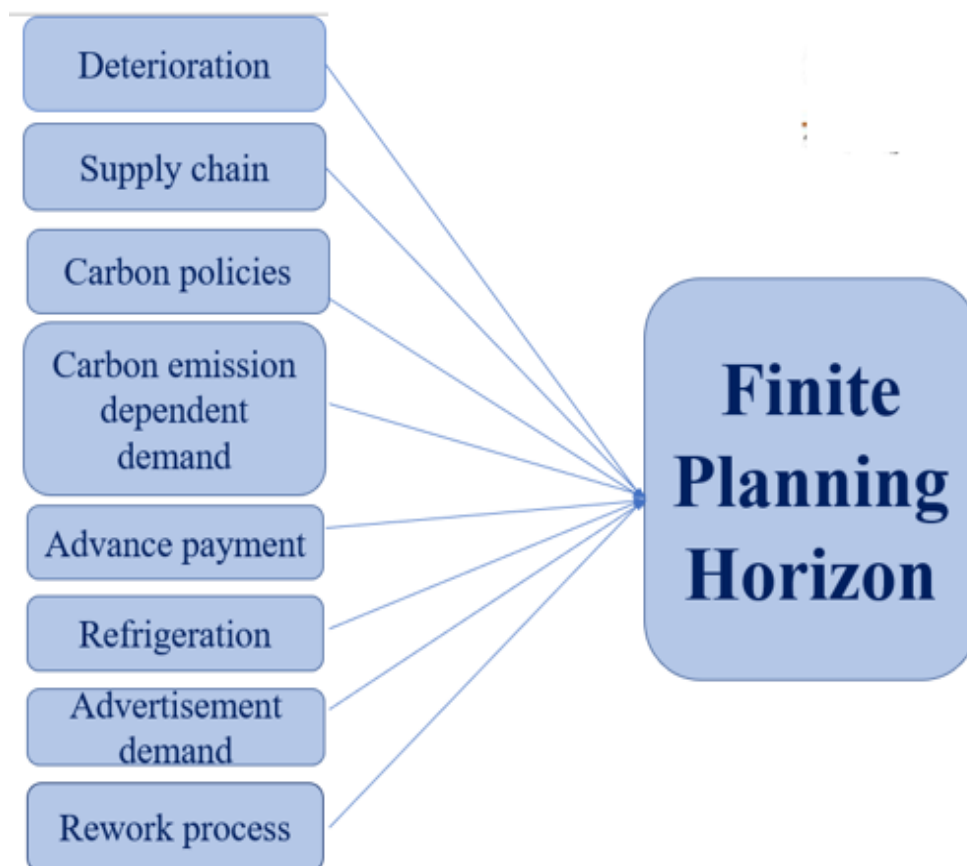 Deterioration
Supply chain
Carbon policies
Carbon emission
dependent
demand
Advance payment
Refrigeration
Advertisement
demand
Rework process
Finite
Planning
Horizon